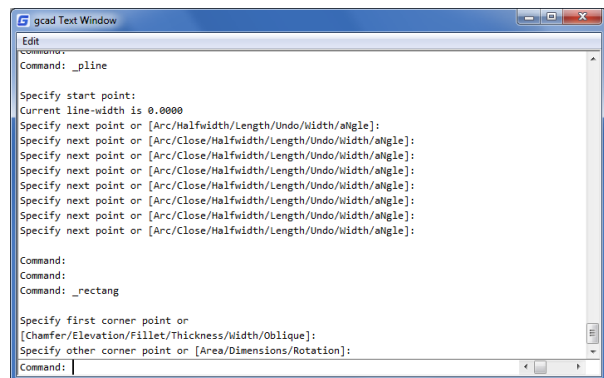 gcad Text Window
Edit
Command:
Command: _pline
Specify start point:
Current line-width is 0.0000
Specify next point or [Arc/Halfwidth/Length/Undo/Width/aNgle]:
Specify next point or [Arc/Close/Halfwidth/Length/Undo/Width/aNgle]:
Specify next point or [Arc/Close/Halfwidth/Length/Undo/Width/aNgle]:
Specify next point or [Arc/Close/Halfwidth/Length/Undo/Width/aNgle]:
Specify next point or [Arc/Close/Halfwidth/Length/Undo/Width/aNgle]:
Specify next point or [Arc/Close/Halfwidth/Length/Undo/Width/aNgle]:
Specify next point or [Arc/Close/Halfwidth/Length/Undo/Width/aNgle]:
Specify next point or [Arc/Close/Halfwidth/Length/Undo/Width/aNgle]:
Command:
Command:
Command: _rectang
Specify first corner point or
[Chamfer/Elevation/Fillet/Thickness/Width/Oblique]:
Specify other corner point or [Area/Dimensions/Rotation]:
Command: